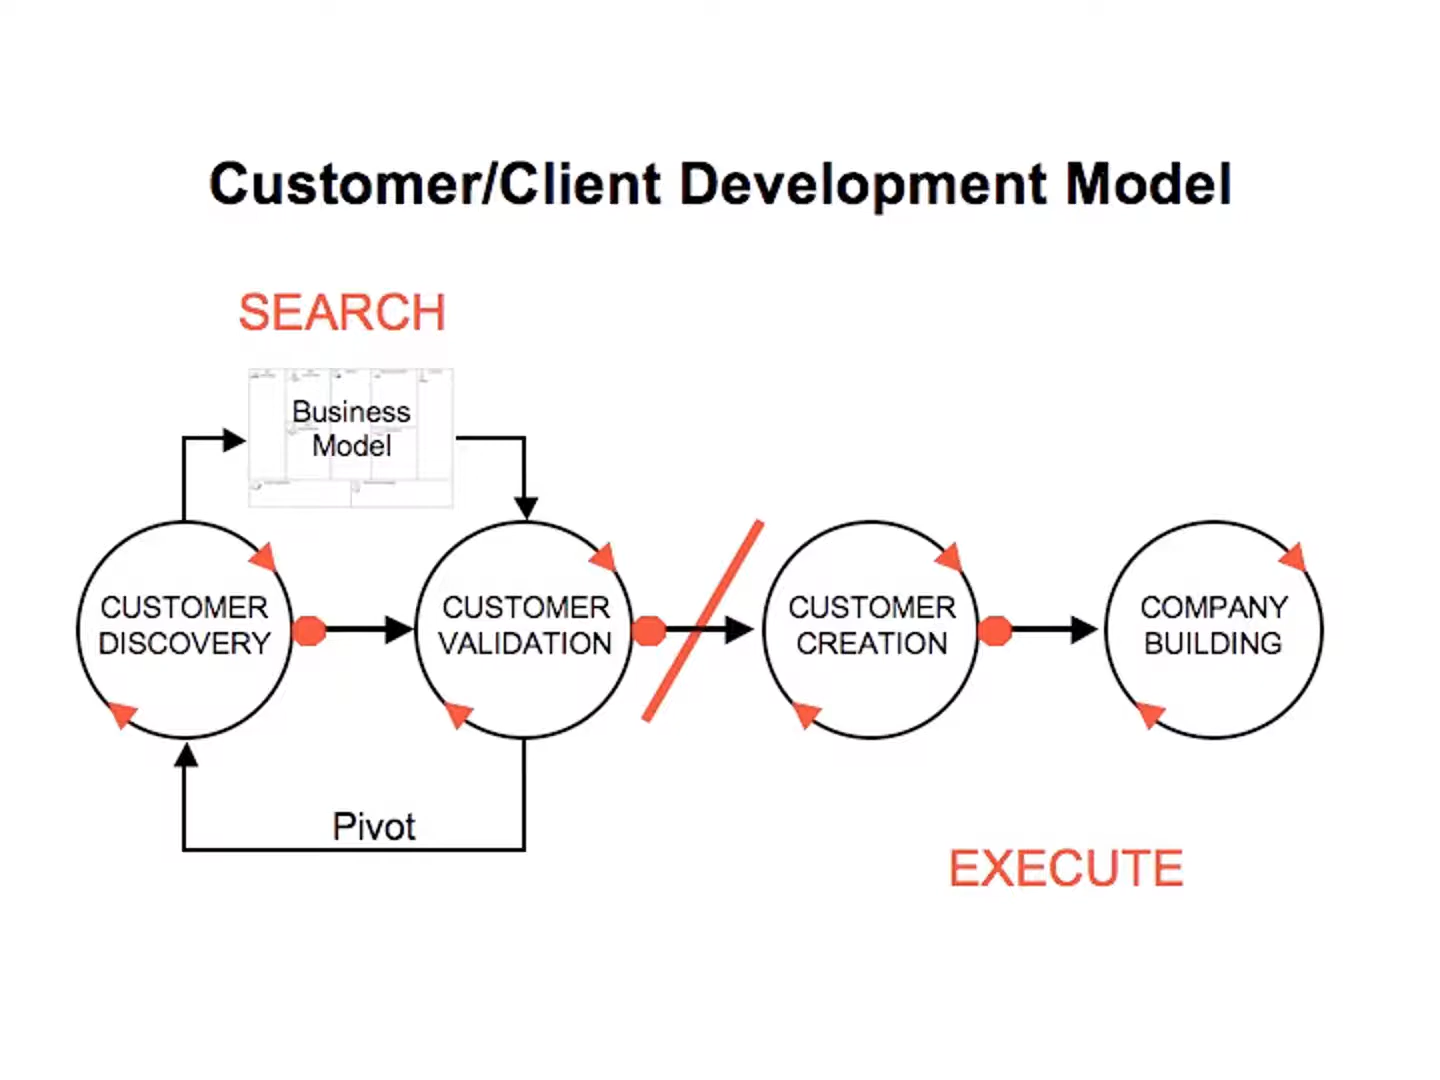 Customer/Client Development Model
SEARCH
Business
Model
CUSTOMER
DISCOVERY
CUSTOMER
VALIDATION
CUSTOMER
CREATION
COMPANY
BUILDING
Pivot
EXECUTE